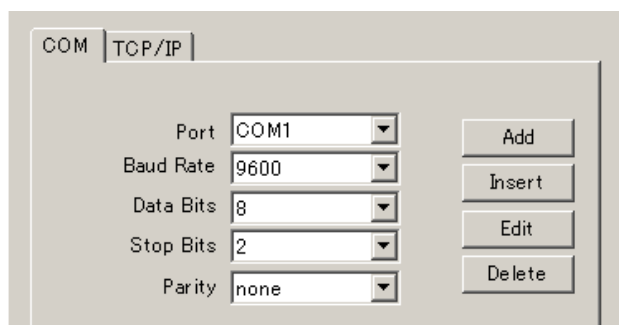 COM TCP/IP
Port COM1 Add
Baud Rate 9600 Insert
Data Bits 8
Stop Bits 2 Edit
Parity none Delete